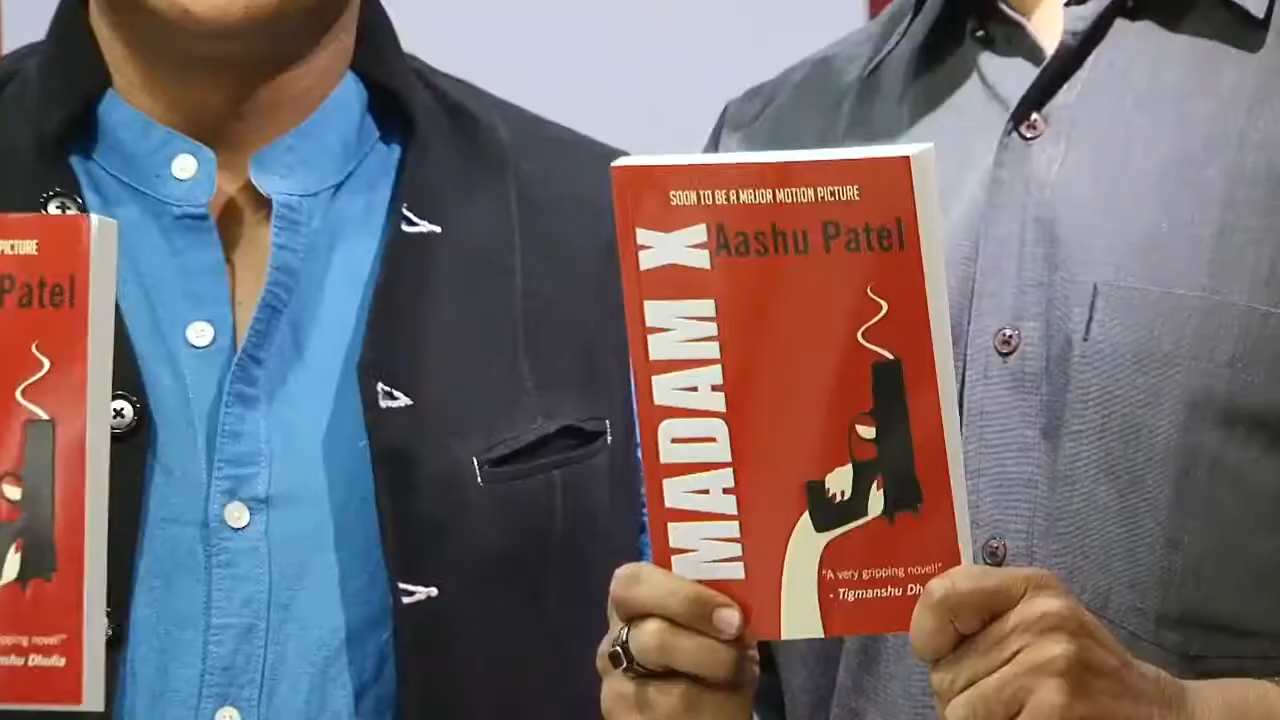 PICTURE
Patel
gripping novel!"
nshu Dhulia
SOON TO BE A MAJOR MOTION PICTURE
Aashu Patel
MADAM X
"A very gripping novel!"
- Tigmanshu Dh